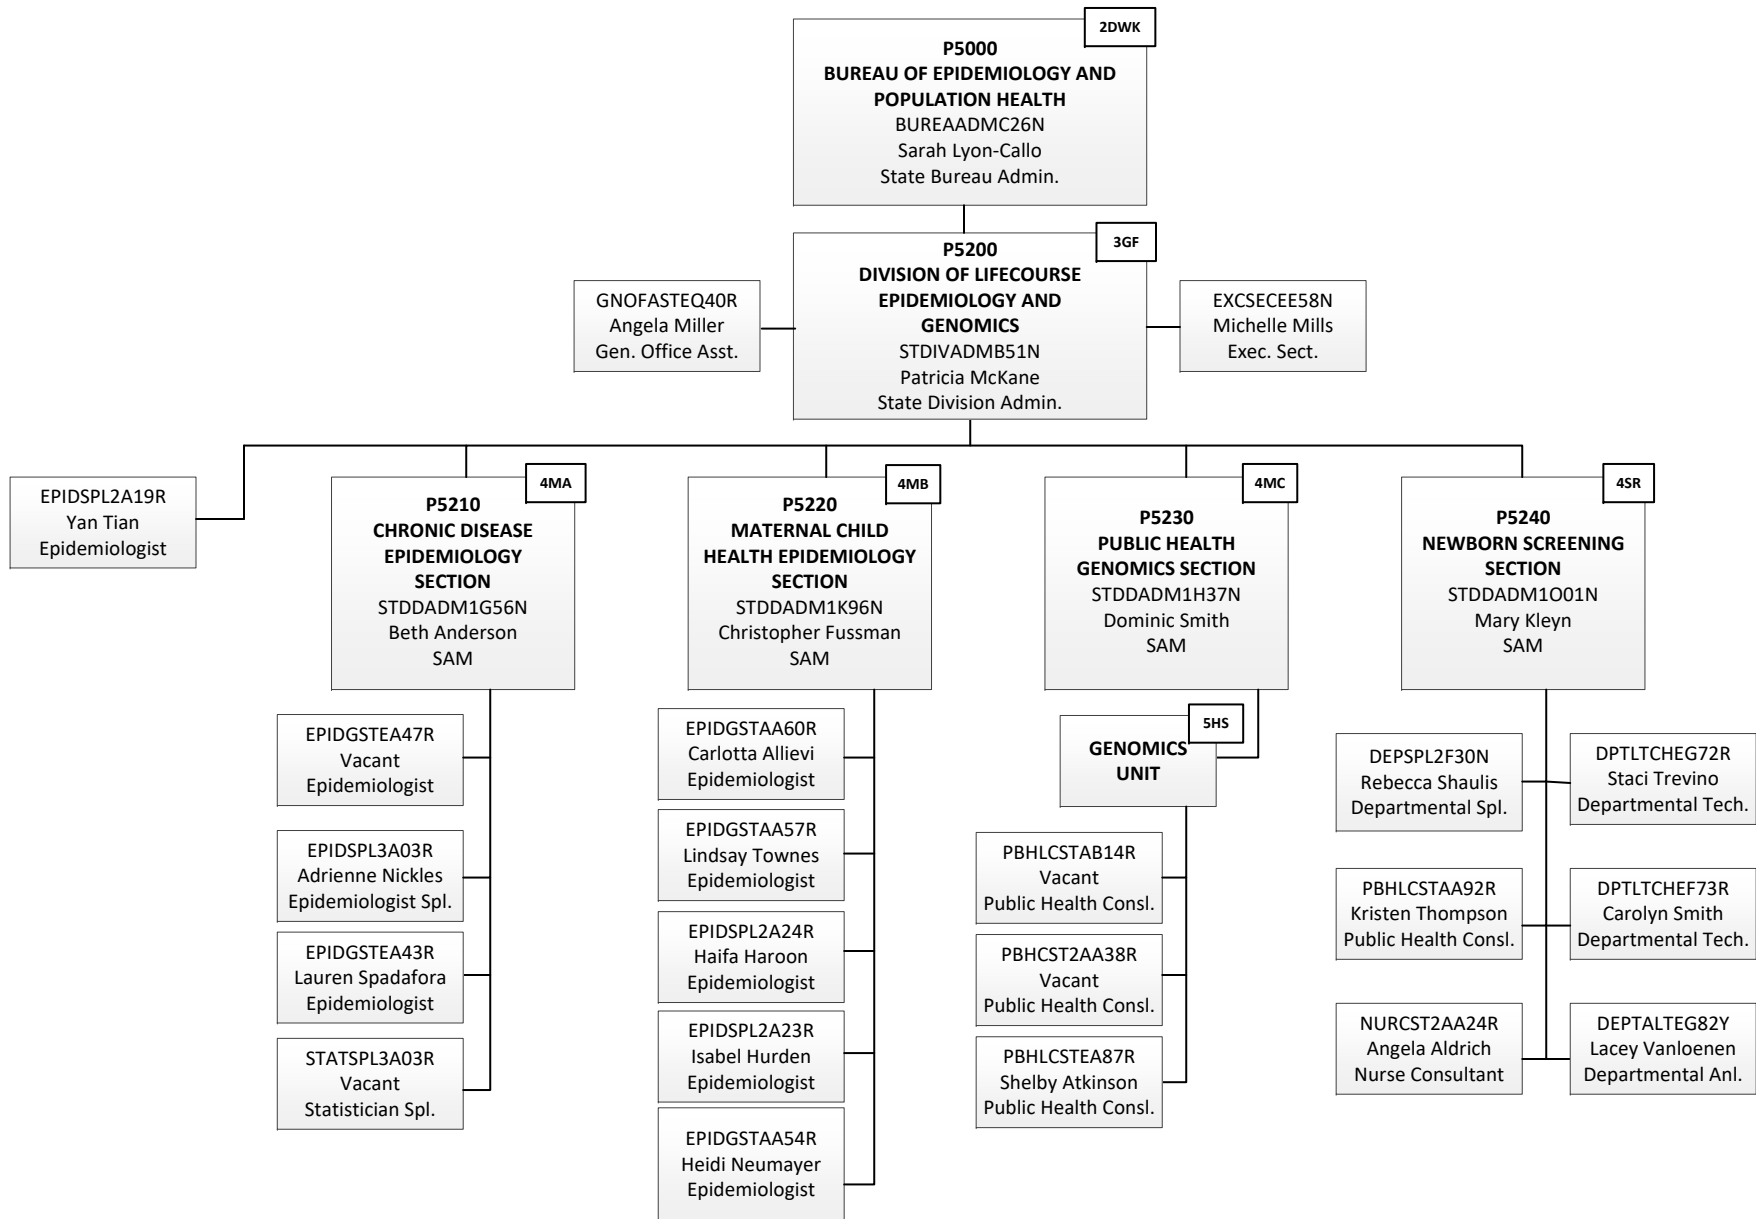 2DWK
P5000
BUREAU OF EPIDEMIOLOGY AND
POPULATION HEALTH
BUREAADMC26N
Sarah Lyon-Callo
State Bureau Admin.
3GF
P5200
DIVISION OF LIFECOURSE
EPIDEMIOLOGY AND
GENOMICS
STDIVADMB51N
Patricia McKane
State Division Admin.
GNOFASTEQ40R
Angela Miller
Gen. Office Asst.
EXCSECEE58N
Michelle Mills
Exec. Sect.
EPIDSPL2A19R
Yan Tian
Epidemiologist
4MA
P5210
CHRONIC DISEASE
EPIDEMIOLOGY
SECTION
STDDADM1G56N
Beth Anderson
SAM
EPIDGSTEA47R
Vacant
Epidemiologist
EPIDSPL3A03R
Adrienne Nickles
Epidemiologist Spl.
EPIDGSTEA43R
Lauren Spadafora
Epidemiologist
STATSPL3A03R
Vacant
Statistician Spl.
4MB
P5220
MATERNAL CHILD
HEALTH EPIDEMIOLOGY
SECTION
STDDADM1K96N
Christopher Fussman
SAM
EPIDGSTAA60R
Carlotta Allievi
Epidemiologist
EPIDGSTAA57R
Lindsay Townes
Epidemiologist
EPIDSPL2A24R
Haifa Haroon
Epidemiologist
EPIDSPL2A23R
Isabel Hurden
Epidemiologist
EPIDGSTAA54R
Heidi Neumayer
Epidemiologist
4MC
P5230
PUBLIC HEALTH
GENOMICS SECTION
STDDADM1H37N
Dominic Smith
SAM
5HS
GENOMICS
UNIT
PBHLCSTAB14R
Vacant
Public Health Consl.
PBHCST2AA38R
Vacant
Public Health Consl.
PBHLCSTEA87R
Shelby Atkinson
Public Health Consl.
4SR
P5240
NEWBORN SCREENING
SECTION
STDDADM1O01N
Mary Kleyn
SAM
DEPSPL2F30N
Rebecca Shaulis
Departmental Spl.
DPTLTCHEG72R
Staci Trevino
Departmental Tech.
PBHLCSTAA92R
Kristen Thompson
Public Health Consl.
DPTLTCHEF73R
Carolyn Smith
Departmental Tech.
NURCST2AA24R
Angela Aldrich
Nurse Consultant
DEPTALTEG82Y
Lacey Vanloenen
Departmental Anl.